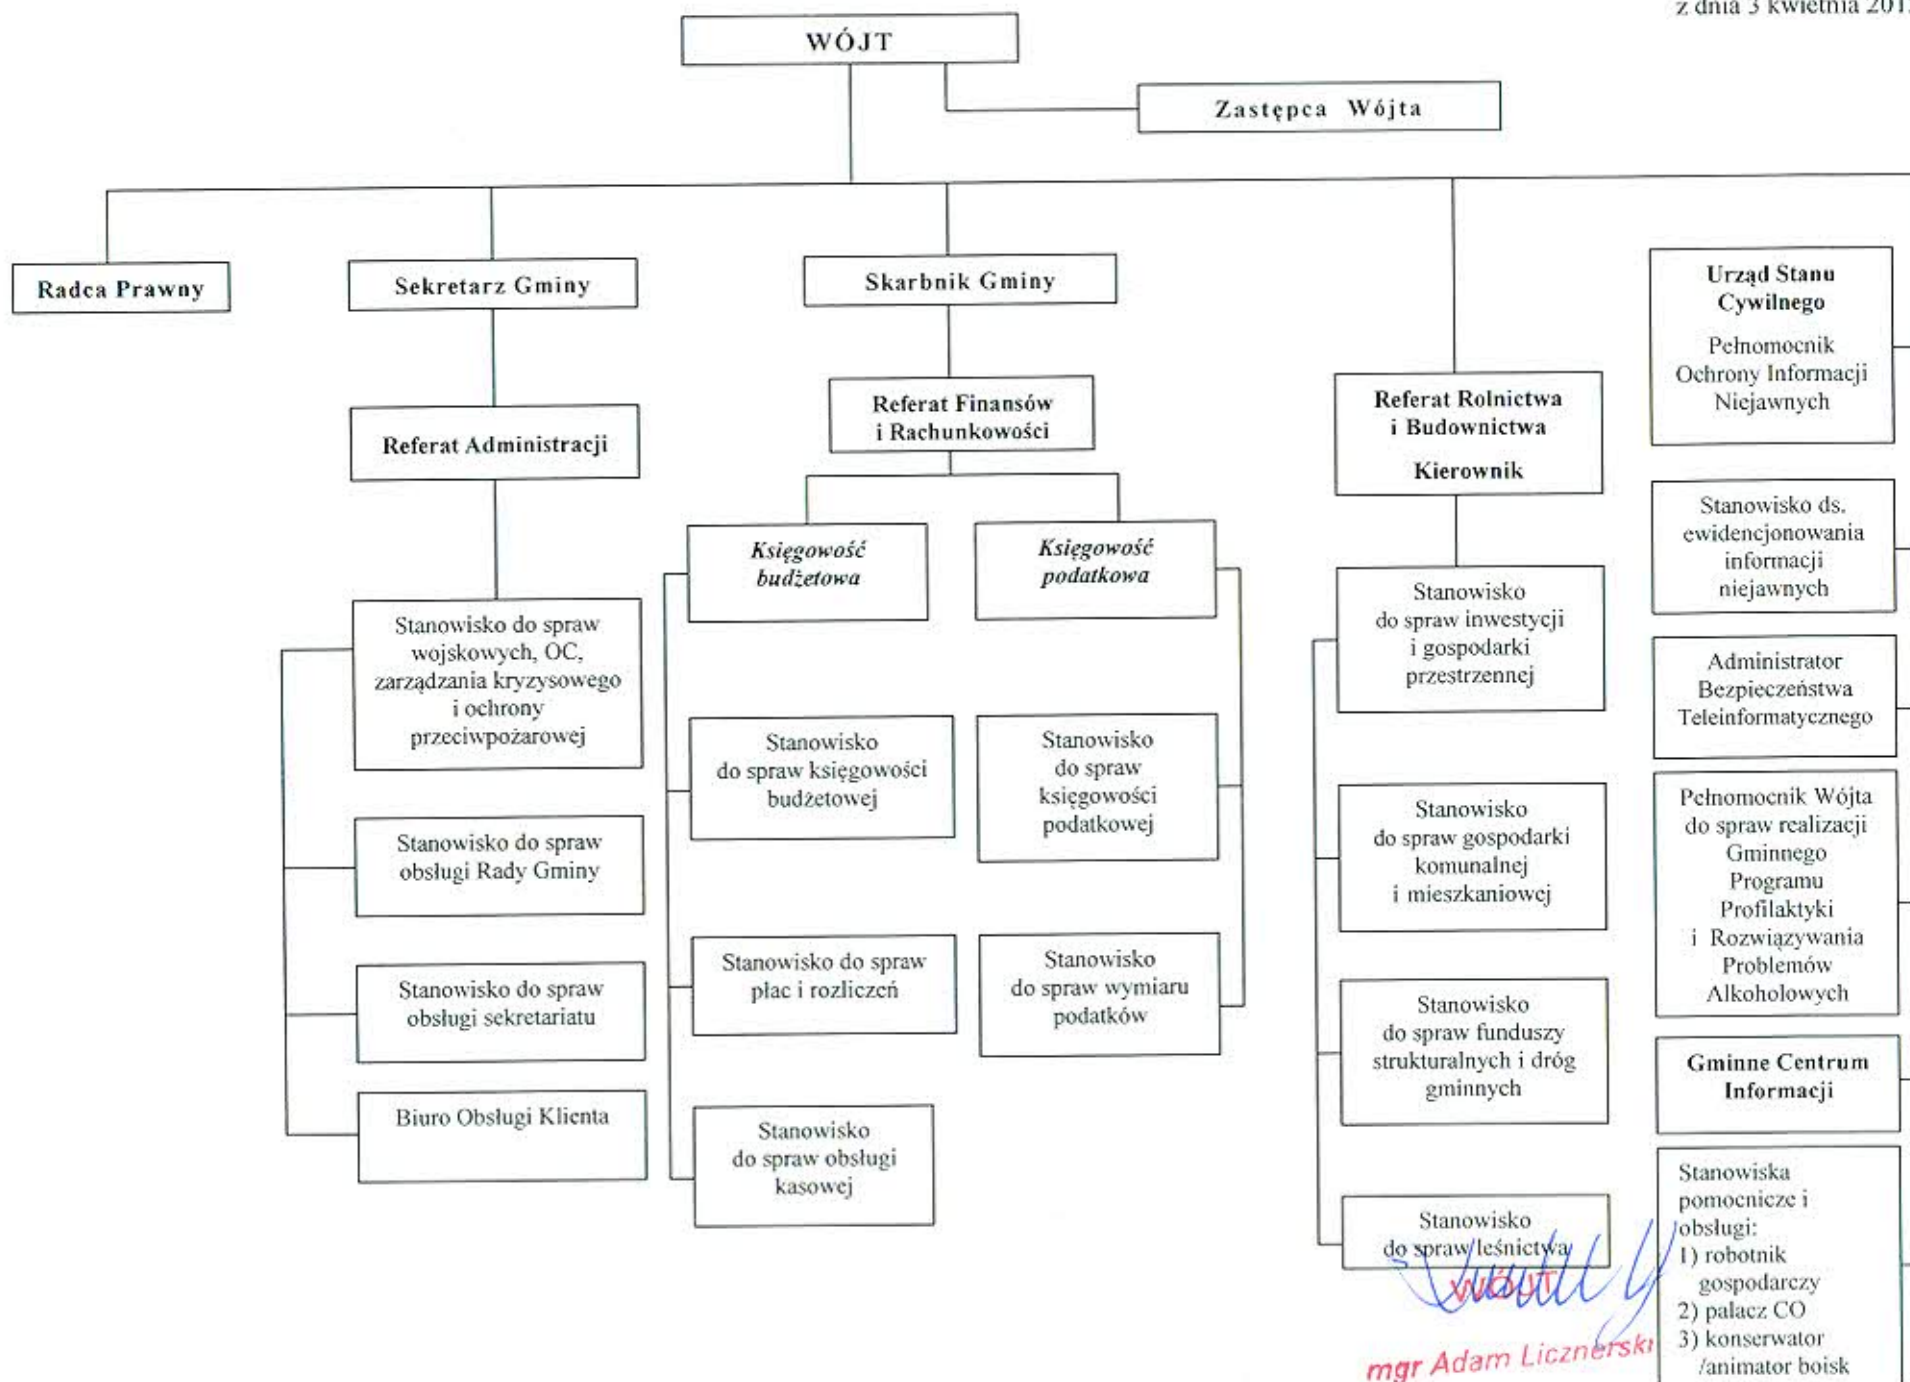 z dnia 3 kwietnia 201
WÓJT
Zastępca Wójta
Radca Prawny
Sekretarz Gminy
Referat Administracji
Stanowisko do spraw
wojskowych, OC,
zarządzania kryzysowego
i ochrony
przeciwpożarowej
Stanowisko do spraw
obsługi Rady Gminy
Stanowisko do spraw
obsługi sekretariatu
Biuro Obsługi Klienta
Skarbnik Gminy
Referat Finansów
i Rachunkowości
Księgowość
budżetowa
Stanowisko
do spraw księgowości
budżetowej
Stanowisko do spraw
płac i rozliczeń
Stanowisko
do spraw obsługi
kasowej
Księgowość
podatkowa
Stanowisko
do spraw
księgowości
podatkowej
Stanowisko
do spraw wymiaru
podatków
Referat Rolnictwa
i Budownictwa
Kierownik
Stanowisko
do spraw inwestycji
i gospodarki
przestrzennej
Stanowisko
do spraw gospodarki
komunalnej
i mieszkaniowej
Stanowisko
do spraw funduszy
strukturalnych i dróg
gminnych
Stanowisko
do spraw leśnictwa
WÓJT
mgr Adam Licznerski
Urząd Stanu
Cywilnego
Pełnomocnik
Ochrony Informacji
Niejawnych
Stanowisko ds.
ewidencjonowania
informacji
niejawnych
Administrator
Bezpieczeństwa
Teleinformatycznego
Pełnomocnik Wójta
do spraw realizacji
Gminnego
Programu
Profilaktyki
i Rozwiązywania
Problemów
Alkoholowych
Gminne Centrum
Informacji
Stanowiska
pomocnicze i
obsługi:
1) robotnik
gospodarczy
2) palacz CO
3) konserwator
/animator boisk